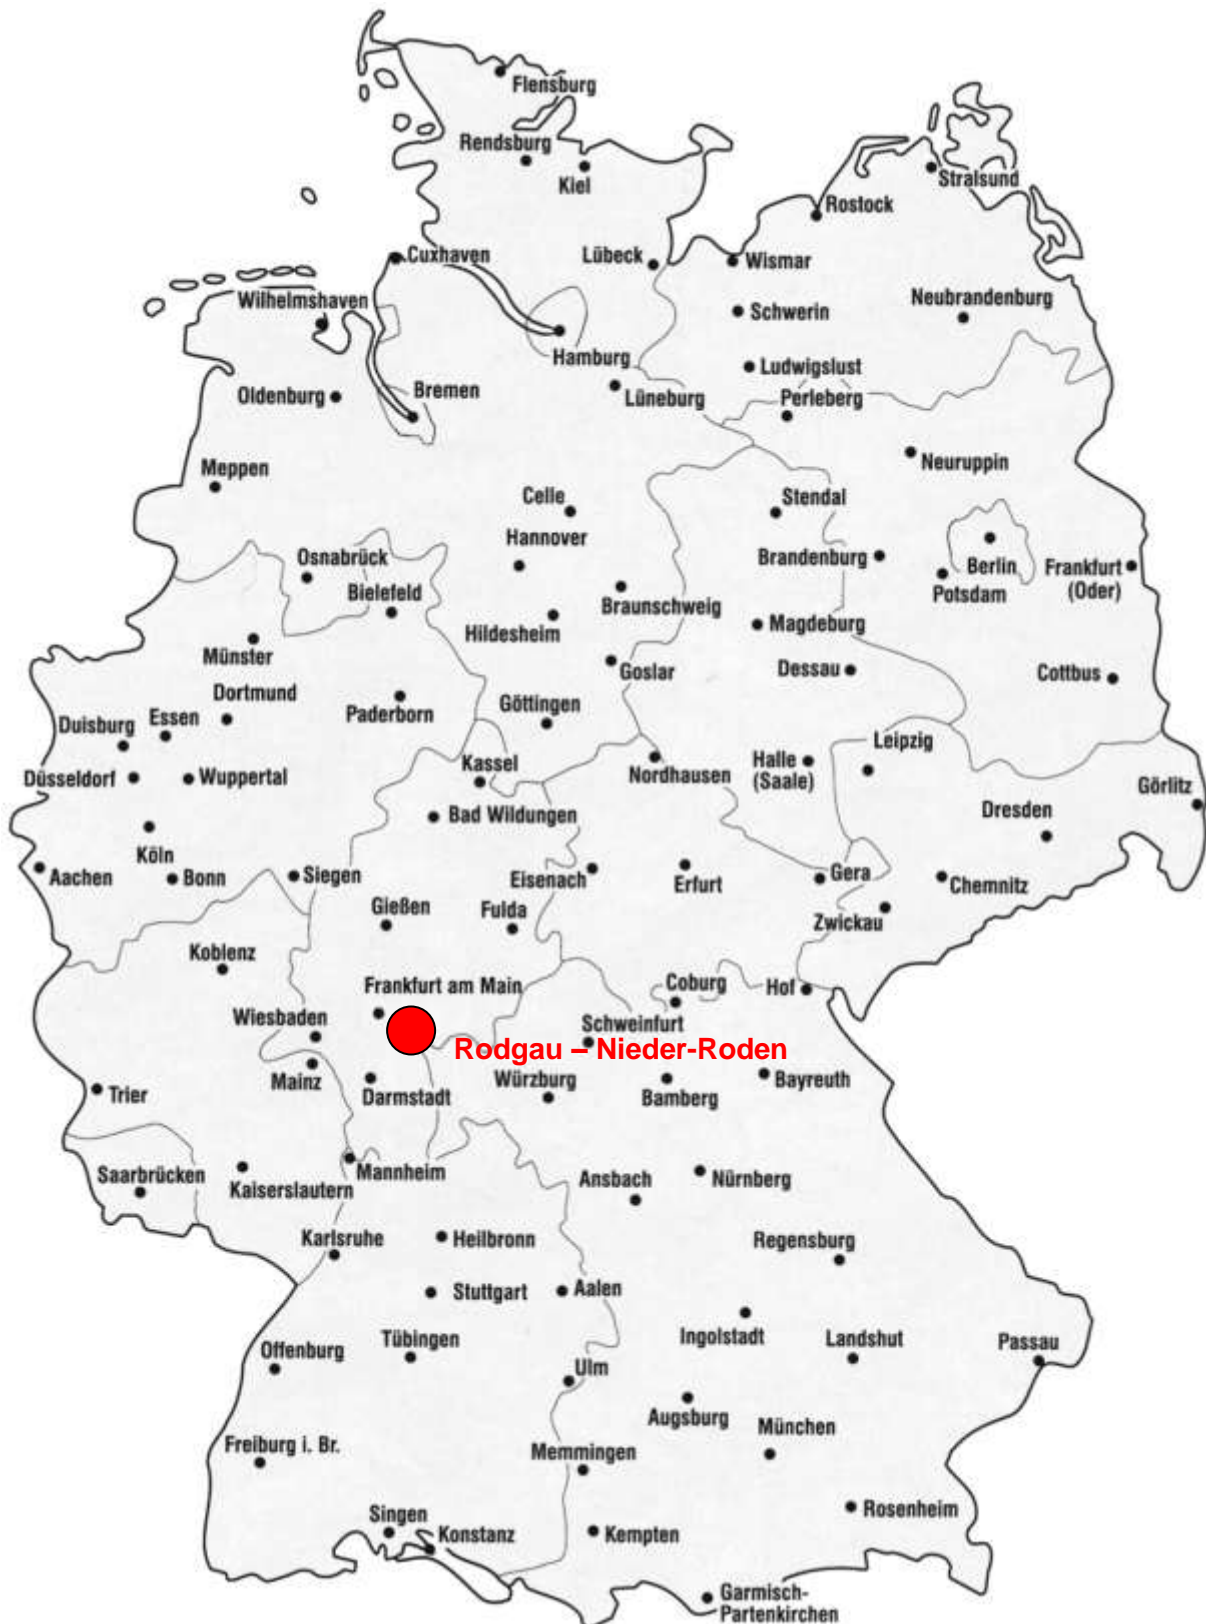 Flensburg
Rendsburg
Kiel
Stralsund
Rostock
Cuxhaven
Lübeck
Wismar
Wilhelmshaven
Neubrandenburg
Schwerin
Hamburg
Ludwigslust
Oldenburg
Bremen
Lüneburg
Perleberg
Meppen
Neuruppin
Celle
Stendal
Hannover
Osnabrück
Brandenburg
Berlin
Frankfurt
(Oder)
Bielefeld
Potsdam
Braunschweig
Hildesheim
Magdeburg
Münster
Goslar
Dessau
Cottbus
Dortmund
Paderborn
Göttingen
Duisburg
Essen
Leipzig
Kassel
Nordhausen
Halle
(Saale)
Düsseldorf
Wuppertal
Görlitz
Bad Wildungen
Dresden
Köln
Aachen
Bonn
Siegen
Eisenach
Erfurt
Gera
Chemnitz
Gießen
Fulda
Zwickau
Koblenz
Frankfurt am Main
Coburg
Hof
Wiesbaden
Schweinfurt
Rodgau – Nieder-Roden
Mainz
Würzburg
Bayreuth
Trier
Darmstadt
Bamberg
Saarbrücken
Mannheim
Ansbach
Nürnberg
Kaiserslautern
Karlsruhe
Heilbronn
Regensburg
Stuttgart
Aalen
Offenburg
Tübingen
Ingolstadt
Landshut
Passau
Ulm
Augsburg
München
Freiburg i. Br.
Memmingen
Singen
Konstanz
Kempten
Rosenheim
Garmisch-
Partenkirchen